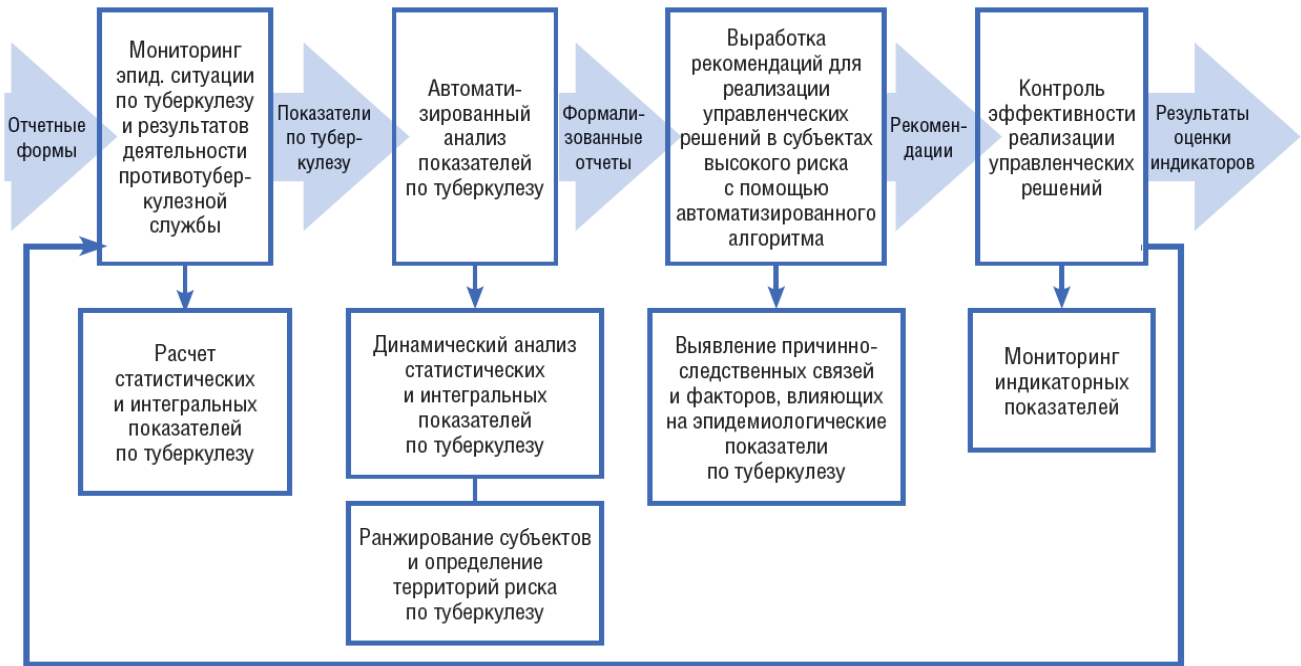 Отчетные
формы
Мониторинг
эпид. ситуации
по туберкулезу
и результатов
деятельности
противотубер-
кулезной
службы
Показатели
по тубер-
кулезу
Автомати-
зированный
анализ
показателей
по туберкулезу
Формали-
зованные
отчеты
Выработка
рекомендаций для
реализации
управленческих
решений в субъектах
высокого риска
с помощью
автоматизированного
алгоритма
Рекомен-
дации
Контроль
эффективности
реализации
управленческих
решений
Результаты
оценки
индикаторов
Расчет
статистических
и интегральных
показателей
по туберкулезу
Динамический анализ
статистических
и интегральных
показателей
по туберкулезу
Выявление причинно-
следственных связей
и факторов, влияющих
на эпидемиологические
показатели
по туберкулезу
Мониторинг
индикаторных
показателей
Ранжирование субъектов
и определение
территорий риска
по туберкулезу